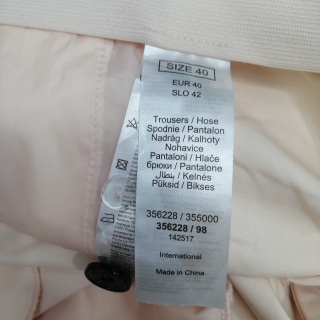 SIZE 40
EUR 40
SLO 42
Trousers / Hose
Spodnie / Pantalon
Nadrág / Kalhoty
Nohavice
Pantaloni / Hlače
брюки / Pantalone
بنطال / Kelnės
Püksid / Bikses
356228 / 355000
356228 / 98
142517
International
Made in China